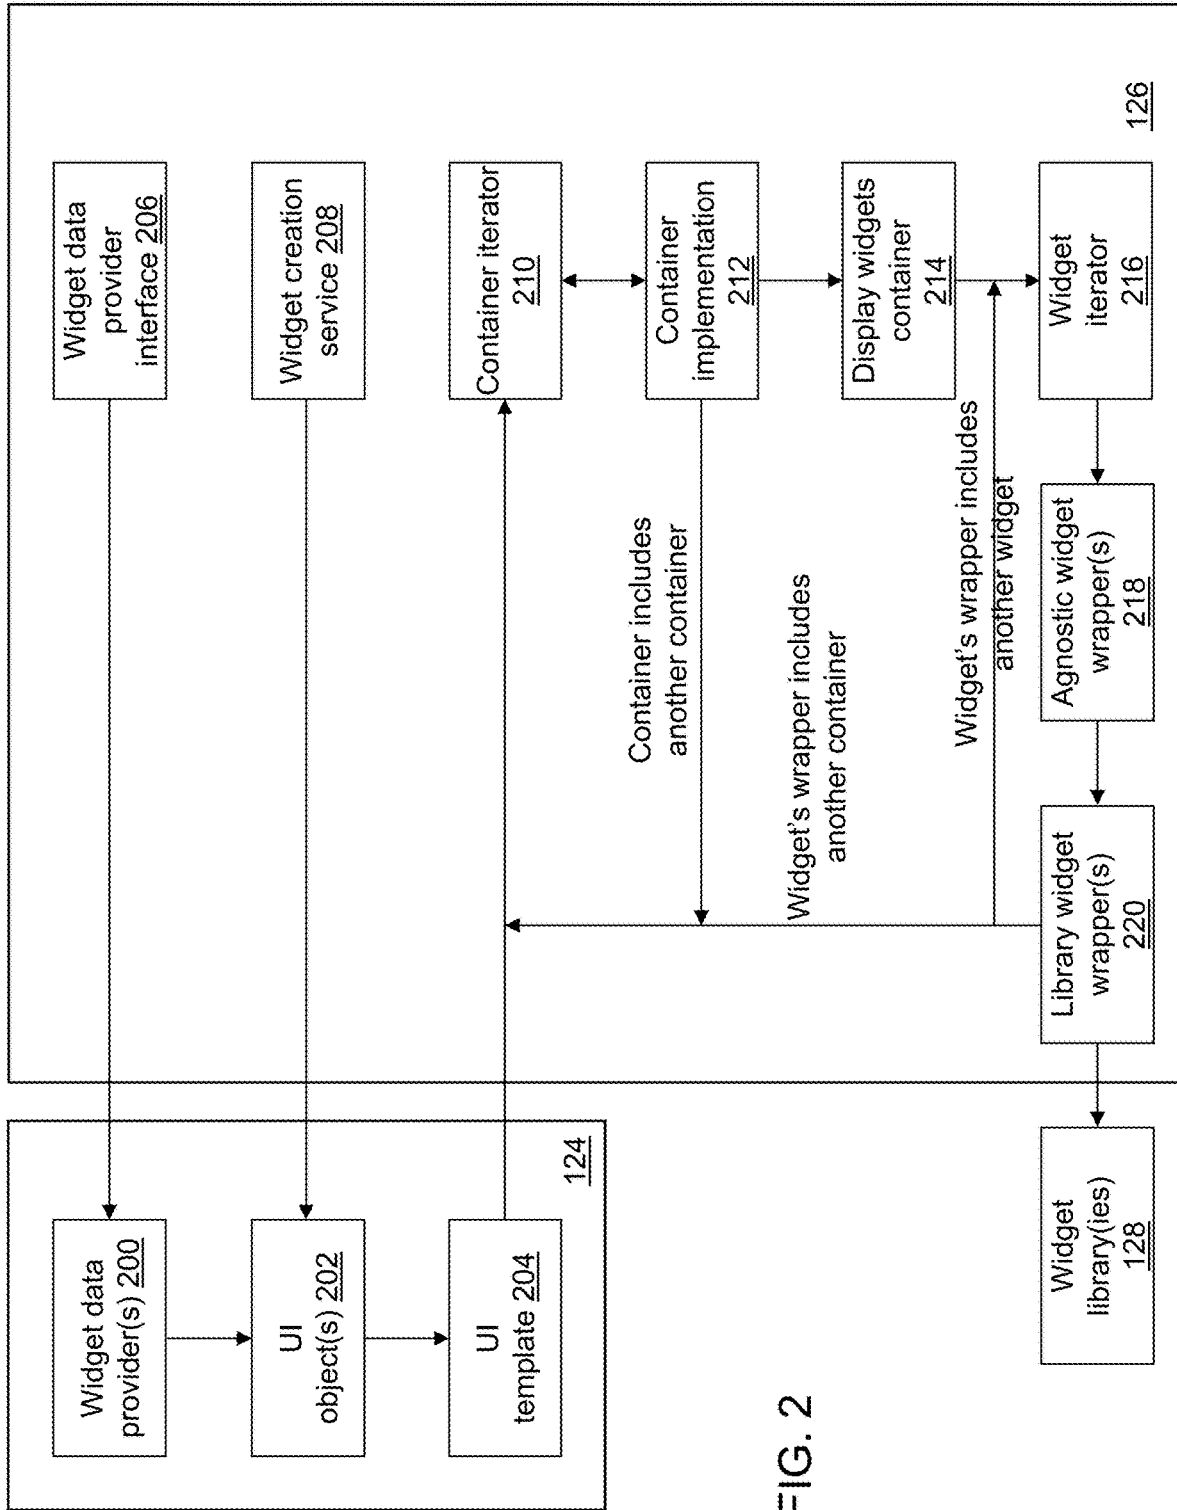 Widget data
provider(s) 200
Widget data
provider
interface 206
UI
object(s) 202
Widget creation
service 208
UI
template 204
Container iterator
210
124
Container includes
another container
Container
implementation
212
Widget's wrapper includes
another container
Display widgets
container
214
FIG. 2
Widget's wrapper includes
another widget
Widget
library(ies)
128
Library widget
wrapper(s)
220
Agnostic widget
wrapper(s)
218
Widget
iterator
216
126